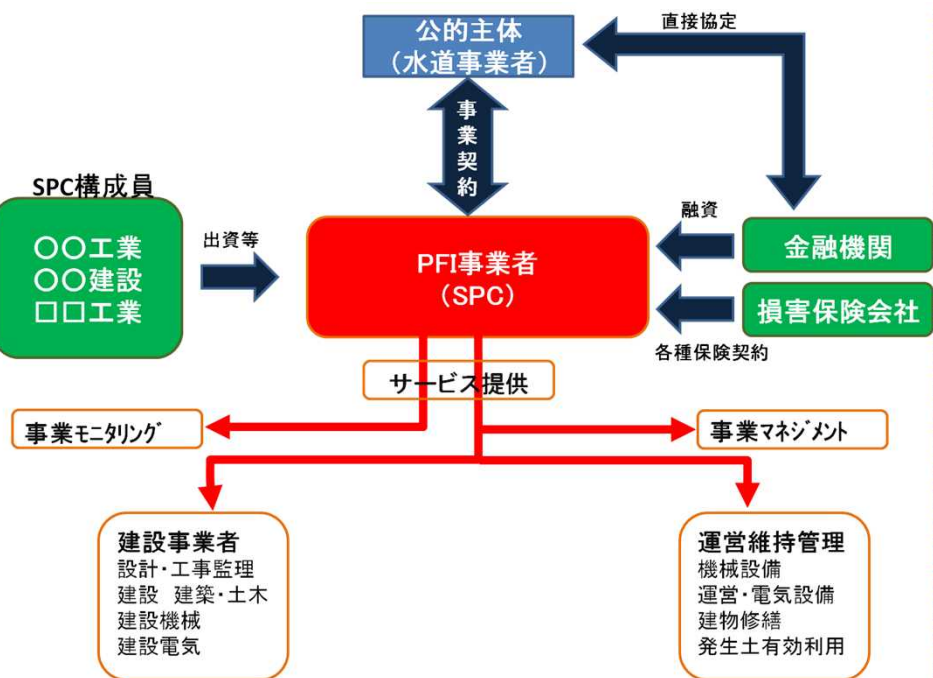 公的主体
(水道事業者)
直接協定
事業契約
SPC構成員
〇〇工業
〇〇建設
□□工業
出資等
PFI事業者
(SPC)
融資
金融機関
損害保険会社
各種保険契約
サービス提供
事業モニタリング
事業マネジメント
建設事業者
設計・工事監理
建設 建築・土木
建設機械
建設電気
運営維持管理
機械設備
運営・電気設備
建物修繕
発生土有効利用